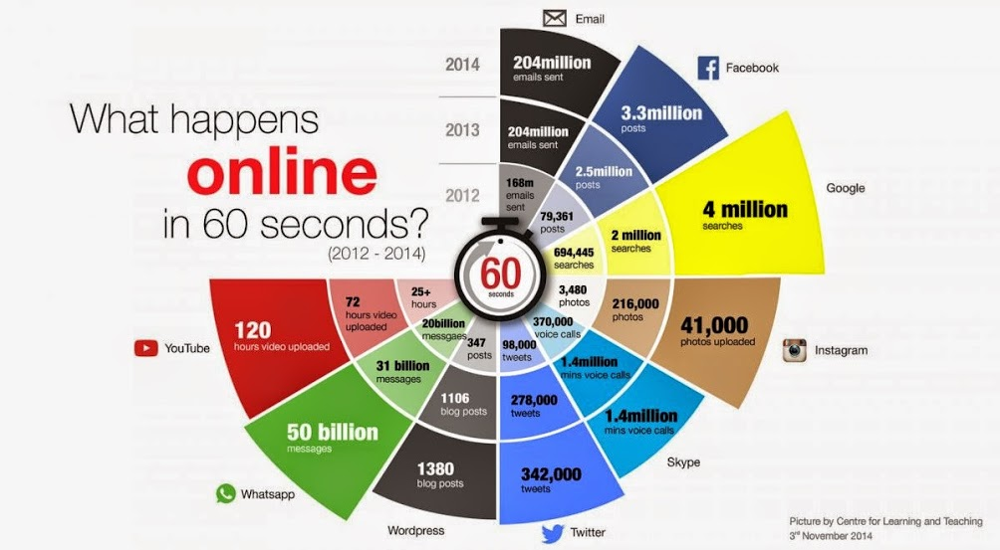 What happens
online
in 60 seconds?
(2012 - 2014)
2014
2013
2012
60
seconds
Email
204million
emails sent
204million
emails sent
168m
emails
sent
Facebook
3.3million
posts
2.5million
posts
79,361
posts
Google
4 million
searches
2 million
searches
694,445
searches
Instagram
41,000
photos uploaded
216,000
photos
3,480
photos
Skype
1.4million
mins voice calls
1.4million
mins voice calls
370,000
voice calls
Twitter
342,000
tweets
278,000
tweets
98,000
tweets
Wordpress
1380
blog posts
1106
blog posts
347
posts
Whatsapp
50 billion
messages
31 billion
messages
20billion
messgaes
YouTube
120
hours video uploaded
72
hours video
uploaded
25+
hours
Picture by Centre for Learning and Teaching
3rd November 2014